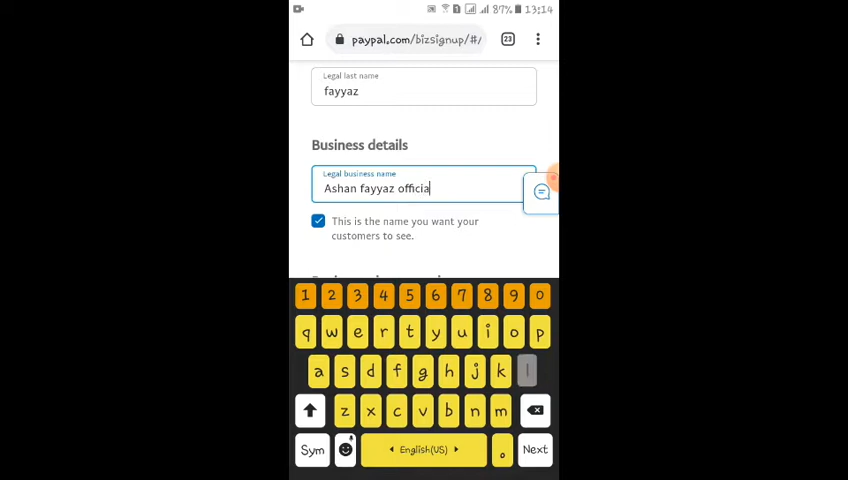 87% 13:14
paypal.com/bizsignup/#/
23
Legal last name
fayyaz
Business details
Legal business name
Ashan fayyaz officia
This is the name you want your
customers to see.
1 2 3 4 5 6 7 8 9 0
q w e r t y u i o p
a s d f g h j k l
z x c v b n m
Sym English(US) . Next